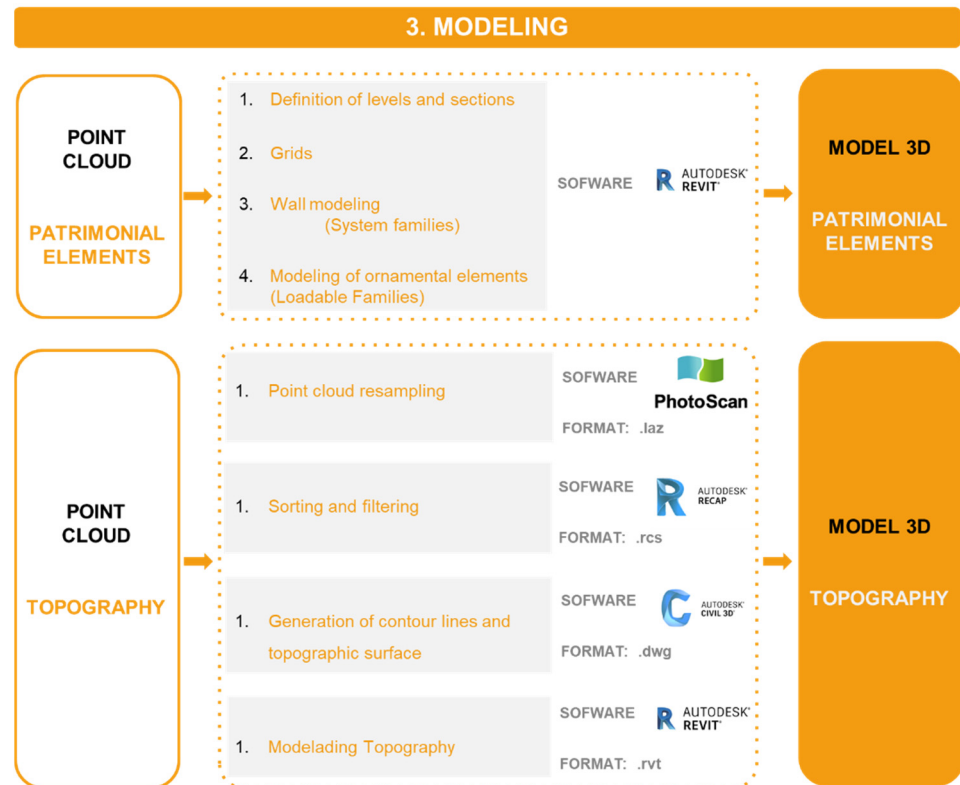 3. MODELING
POINT
CLOUD
PATRIMONIAL
ELEMENTS
1. Definition of levels and sections
2. Grids
3. Wall modeling
(System families)
4. Modeling of ornamental elements
(Loadable Families)
SOFWARE
R AUTODESK®
REVIT®
MODEL 3D
PATRIMONIAL
ELEMENTS
POINT
CLOUD
TOPOGRAPHY
1. Point cloud resampling
SOFWARE
PhotoScan
FORMAT: .laz
1. Sorting and filtering
SOFWARE
R AUTODESK®
RECAP
FORMAT: .rcs
1. Generation of contour lines and
topographic surface
SOFWARE
C AUTODESK®
CIVIL 3D®
FORMAT: .dwg
1. Modelading Topography
SOFWARE
R AUTODESK®
REVIT®
FORMAT: .rvt
MODEL 3D
TOPOGRAPHY